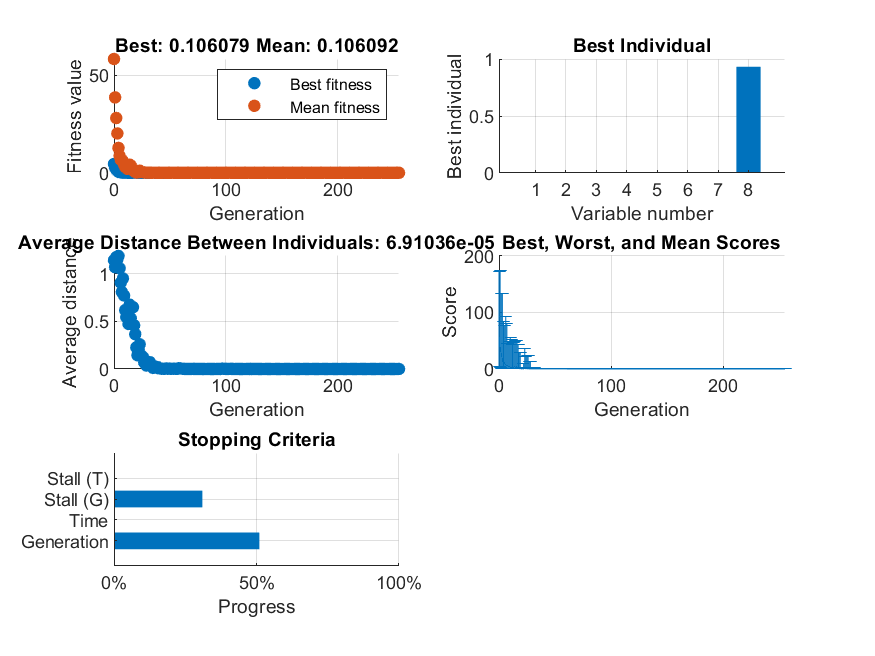 Best: 0.106079 Mean: 0.106092
Fitness value
50
0
Best fitness
Mean fitness
0 100 200
Generation
Best Individual
Best individual
1
0.5
0
1 2 3 4 5 6 7 8
Variable number
Average Distance Between Individuals: 6.91036e-05
Average distance
1
0.5
0
0 100 200
Generation
Best, Worst, and Mean Scores
Score
200
100
0
0 100 200
Generation
Stopping Criteria
Stall (T)
Stall (G)
Time
Generation
0% 50% 100%
Progress